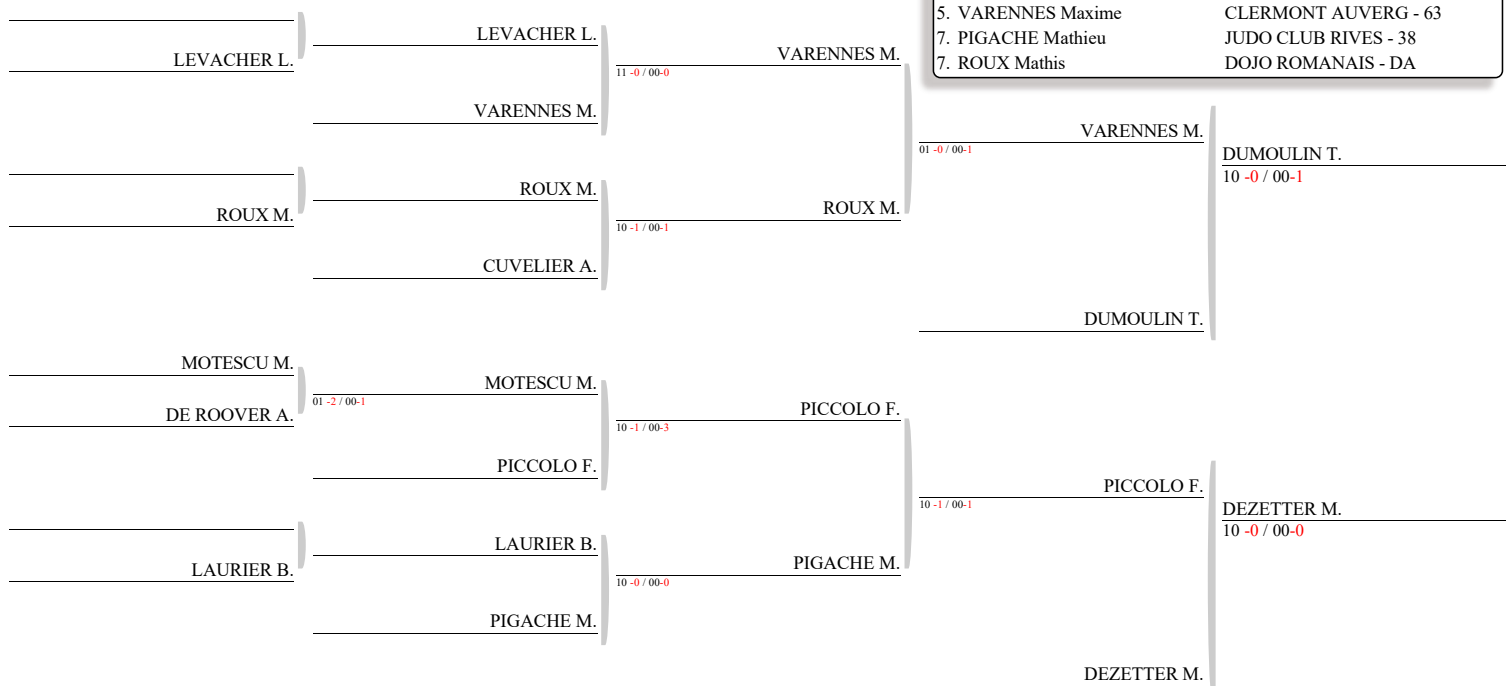 5. VARENNES Maxime CLERMONT AUVERG - 63
7. PIGACHE Mathieu JUDO CLUB RIVES - 38
7. ROUX Mathis DOJO ROMANAIS - DA
LEVACHER L.
LEVACHER L.
VARENNES M.
VARENNES M.
11 -0 / 00-0
ROUX M.
ROUX M.
CUVELIER A.
ROUX M.
10 -1 / 00-1
VARENNES M.
01 -0 / 00-1
DUMOULIN T.
DUMOULIN T.
10 -0 / 00-1
MOTESCU M.
DE ROOVER A.
MOTESCU M.
01 -2 / 00-1
PICCOLO F.
PICCOLO F.
10 -1 / 00-3
LAURIER B.
LAURIER B.
PIGACHE M.
PIGACHE M.
10 -0 / 00-0
PICCOLO F.
10 -1 / 00-1
DEZETTER M.
DEZETTER M.
10 -0 / 00-0